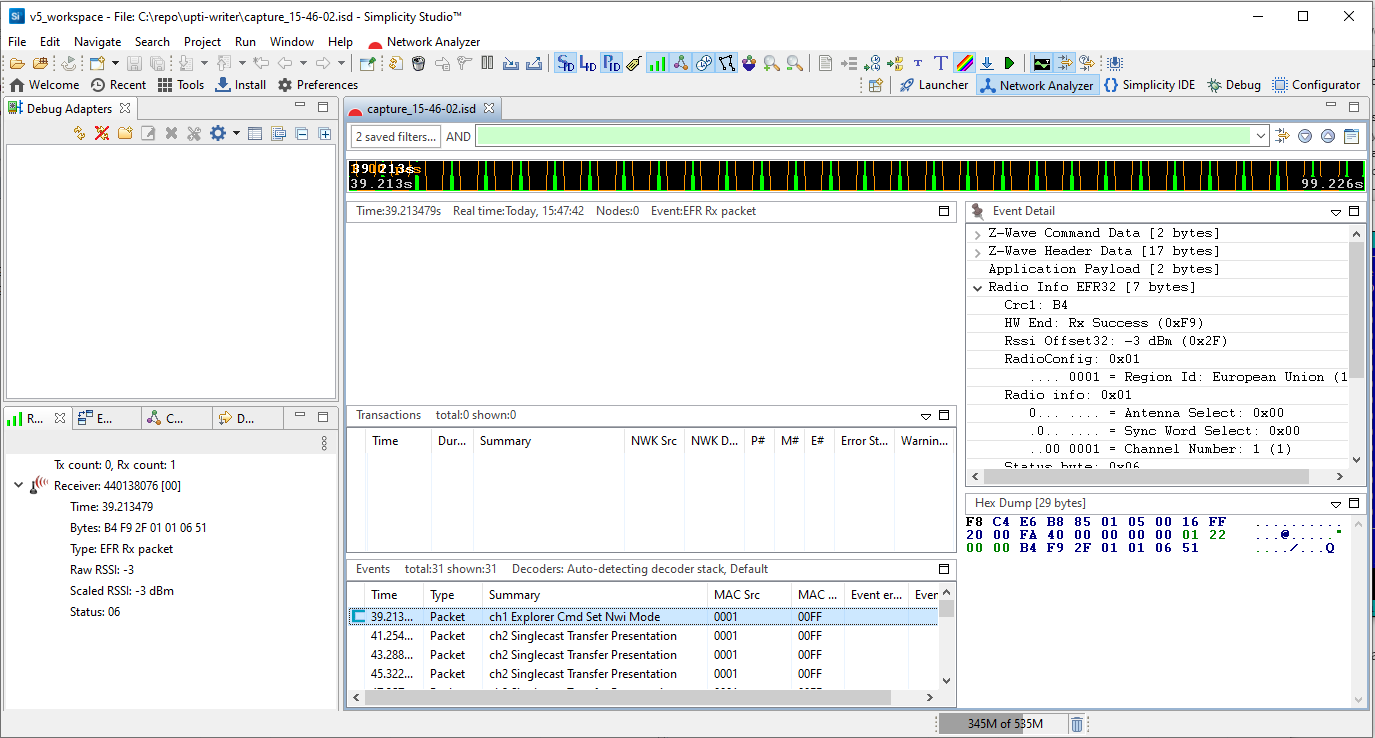 v5_workspace - File: C:\repo\upti-writer\capture_15-46-02.isd - Simplicity Studio™
File Edit Navigate Search Project Run Window Help Network Analyzer
Welcome Recent Tools Install Preferences Launcher Network Analyzer Simplicity IDE Debug Configurator
Debug Adapters
capture_15-46-02.isd
2 saved filters... AND
39.213s
39.213s 99.226s
Time:39.213479s Real time:Today, 15:47:42 Nodes:0 Event:EFR Rx packet
Event Detail
Z-Wave Command Data [2 bytes]
Z-Wave Header Data [17 bytes]
Application Payload [2 bytes]
Radio Info EFR32 [7 bytes]
Crc1: B4
HW End: Rx Success (0xF9)
Rssi Offset32: -3 dBm (0x2F)
RadioConfig: 0x01
.... 0001 = Region Id: European Union (1
Radio info: 0x01
0... .... = Antenna Select: 0x00
.0.. .... = Sync Word Select: 0x00
..00 0001 = Channel Number: 1 (1)
Status byte: 0x06
R... E... C... D...
Tx count: 0, Rx count: 1
Receiver: 440138076 [00]
Time: 39.213479
Bytes: B4 F9 2F 01 01 06 51
Type: EFR Rx packet
Raw RSSI: -3
Scaled RSSI: -3 dBm
Status: 06
Transactions total:0 shown:0
Time Dur... Summary NWK Src NWK D... P# M# E# Error St... Warnin...
Hex Dump [29 bytes]
F8 C4 E6 B8 85 01 05 00 16 FF ..........
20 00 FA 40 00 00 00 00 01 22 ...@....."
00 00 B4 F9 2F 01 01 06 51 ..../...Q
Events total:31 shown:31 Decoders: Auto-detecting decoder stack, Default
Time Type Summary MAC Src MAC ... Event er... Even
39.213... Packet ch1 Explorer Cmd Set Nwi Mode 0001 00FF
41.254... Packet ch2 Singlecast Transfer Presentation 0001 00FF
43.288... Packet ch2 Singlecast Transfer Presentation 0001 00FF
45.322... Packet ch2 Singlecast Transfer Presentation 0001 00FF
345M of 535M